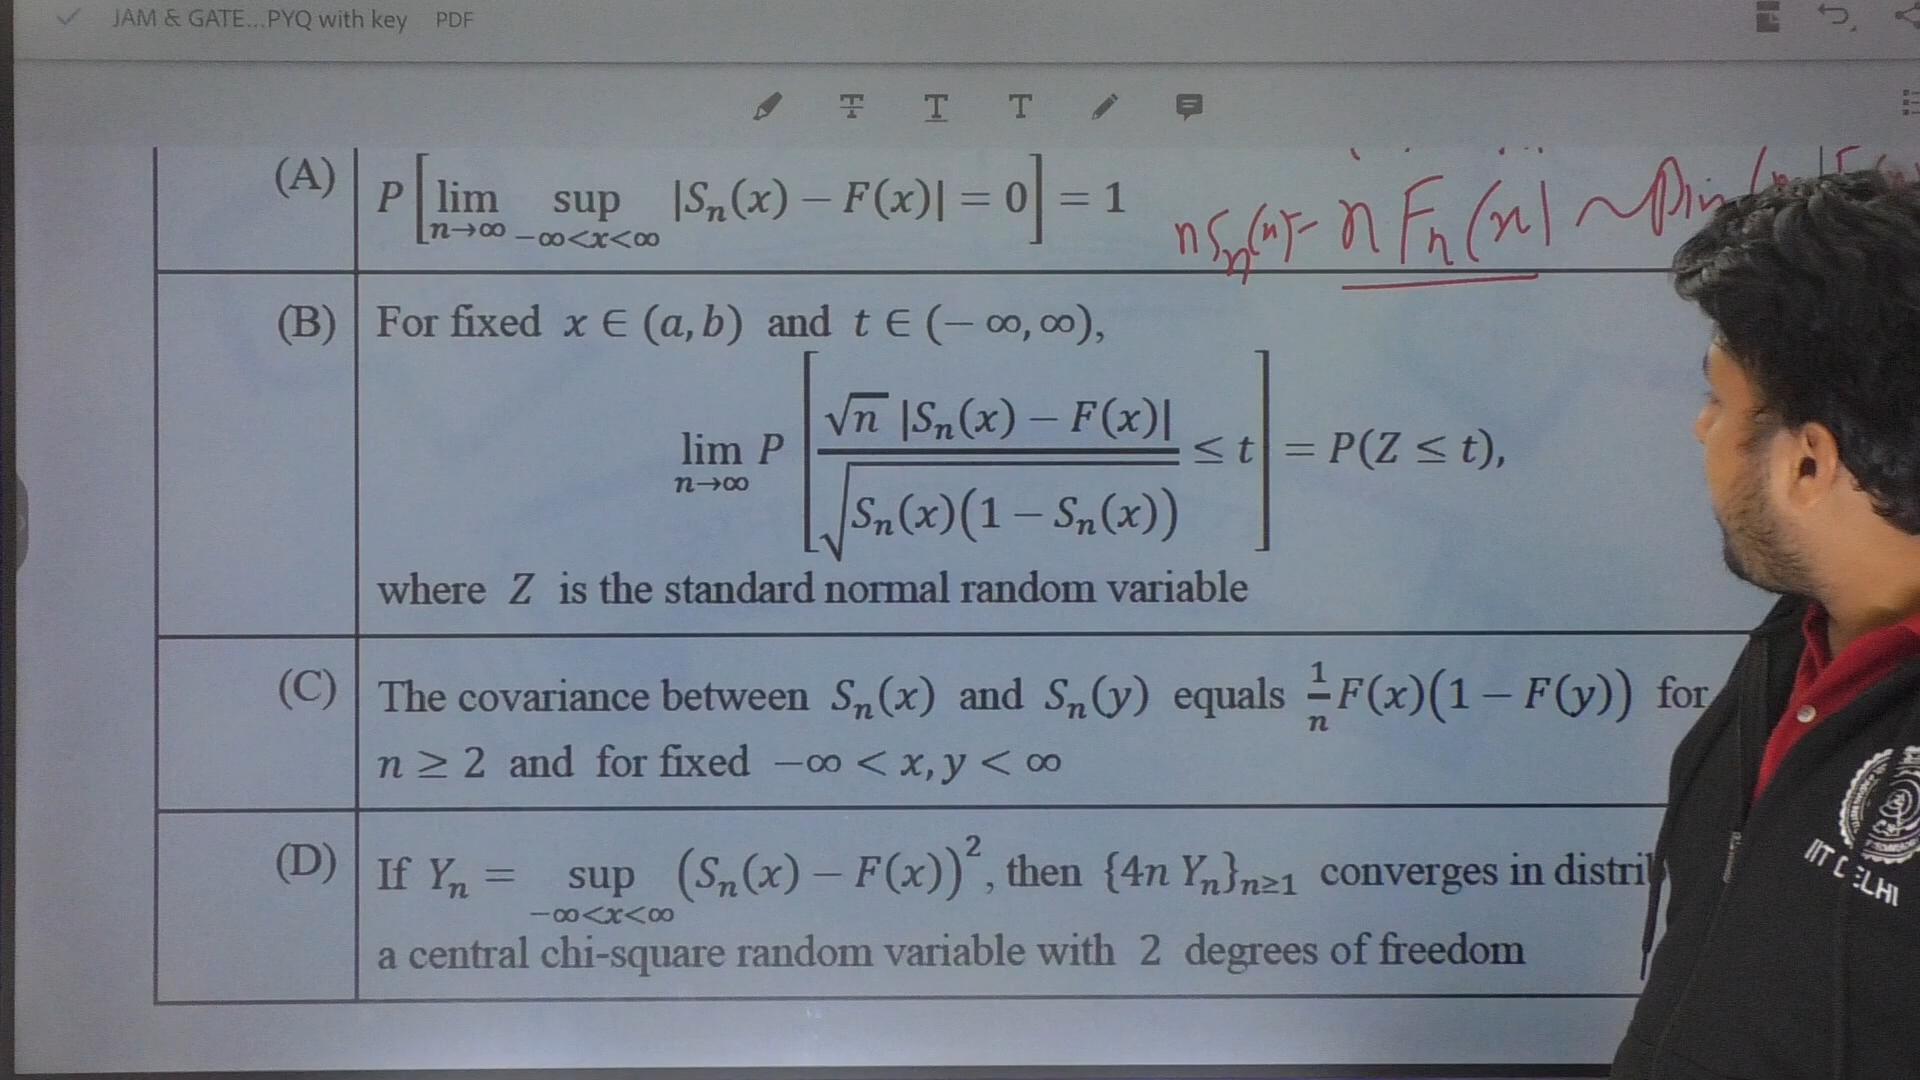 JAM & GATE...PYQ with key PDF
(A) P[lim_{n→∞} sup_{−∞<x<∞} |S_n(x) − F(x)| = 0] = 1
nS_n(x) = n F_n(x) ~
(B) For fixed x ∈ (a, b) and t ∈ (− ∞, ∞),
lim_{n→∞} P [ √n |S_n(x) − F(x)| / √(S_n(x)(1 − S_n(x))) ≤ t ] = P(Z ≤ t),
where Z is the standard normal random variable
(C) The covariance between S_n(x) and S_n(y) equals 1/n F(x)(1 − F(y)) for
n ≥ 2 and for fixed −∞ < x, y < ∞
(D) If Y_n = sup_{−∞<x<∞} (S_n(x) − F(x))², then {4n Y_n}_{n≥1} converges in
a central chi-square random variable with 2 degrees of freedom
IIT DELHI